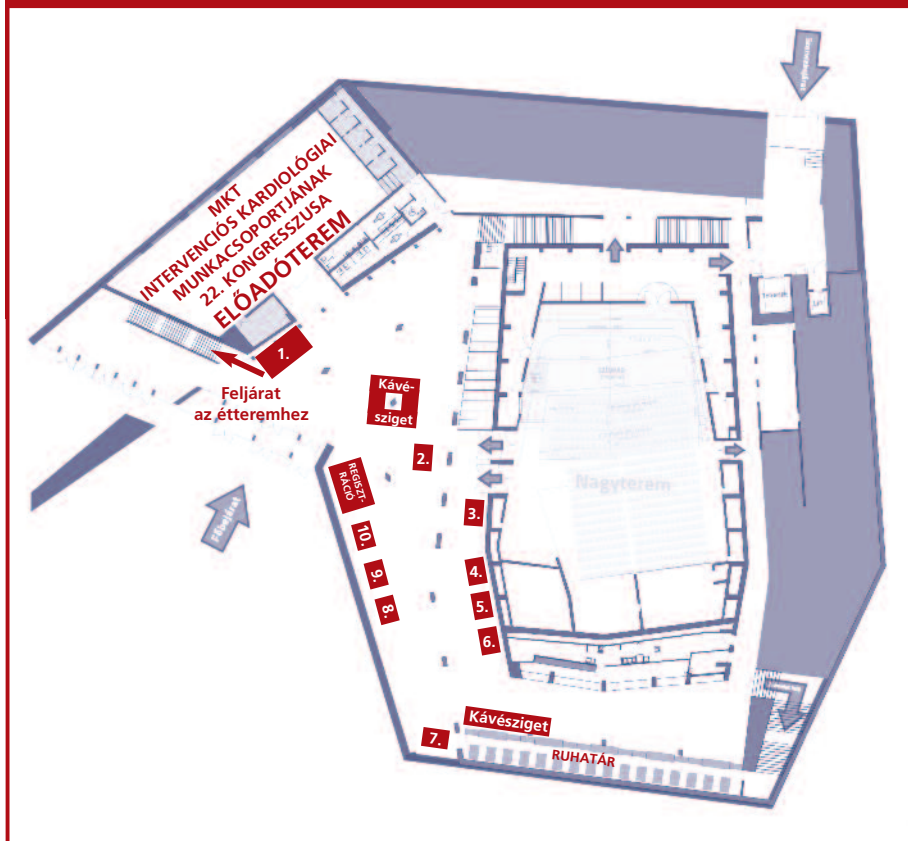 MKT
INTERVENCIÓS KARDIOLÓGIAI
MUNKACSOPORTJÁNAK
22. KONGRESSZUSA
ELŐADÓTEREM
1.
Feljárat
az étteremhez
Kávé-
sziget
2.
REGISZT-
RÁCIÓ
Nagyterem
3.
10.
4.
9.
5.
8.
6.
Főbejárat
Kávésziget
7.
RUHATÁR